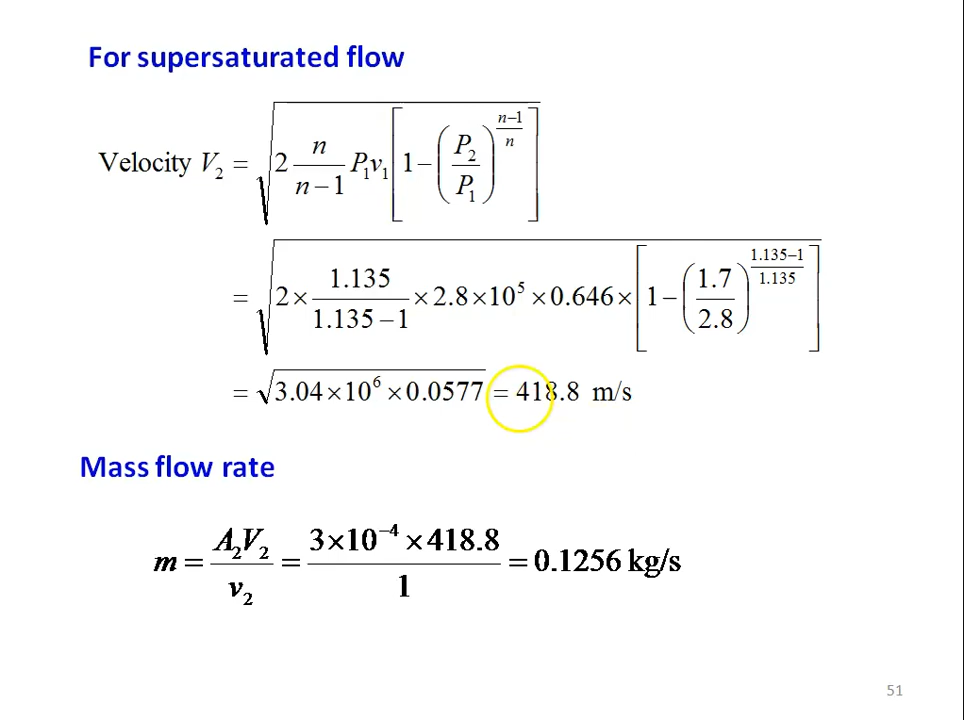 For supersaturated flow
Velocity V₂ = √(2 n/(n−1) P₁v₁ [1 − (P₂/P₁)^((n−1)/n)])
= √(2 × 1.135/(1.135 − 1) × 2.8 × 10⁵ × 0.646 × [1 − (1.7/2.8)^((1.135−1)/1.135)])
= √(3.04 × 10⁶ × 0.0577) = 418.8 m/s
Mass flow rate
m = A₂V₂/v₂ = (3×10⁻⁴ × 418.8)/1 = 0.1256 kg/s
51